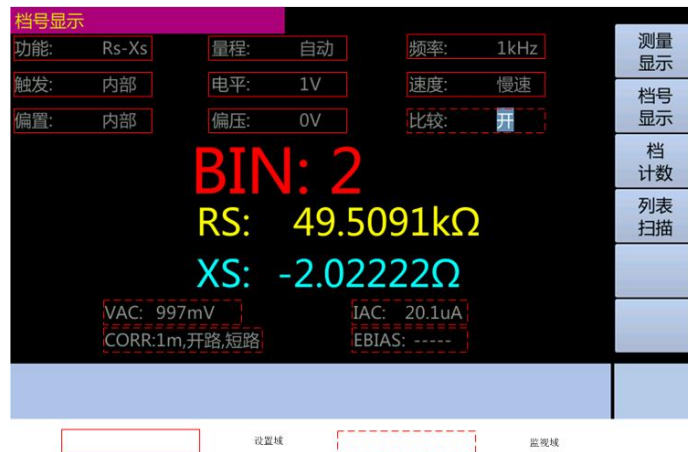 档号显示
功能: Rs-Xs 量程: 自动 频率: 1kHz
触发: 内部 电平: 1V 速度: 慢速
偏置: 内部 偏压: 0V 比较: 开
BIN: 2
RS: 49.5091kΩ
XS: -2.02222Ω
VAC: 997mV IAC: 20.1uA
CORR:1m,开路,短路 EBIAS: -----
测量
显示
档号
显示
档
计数
列表
扫描
设置域 监视域